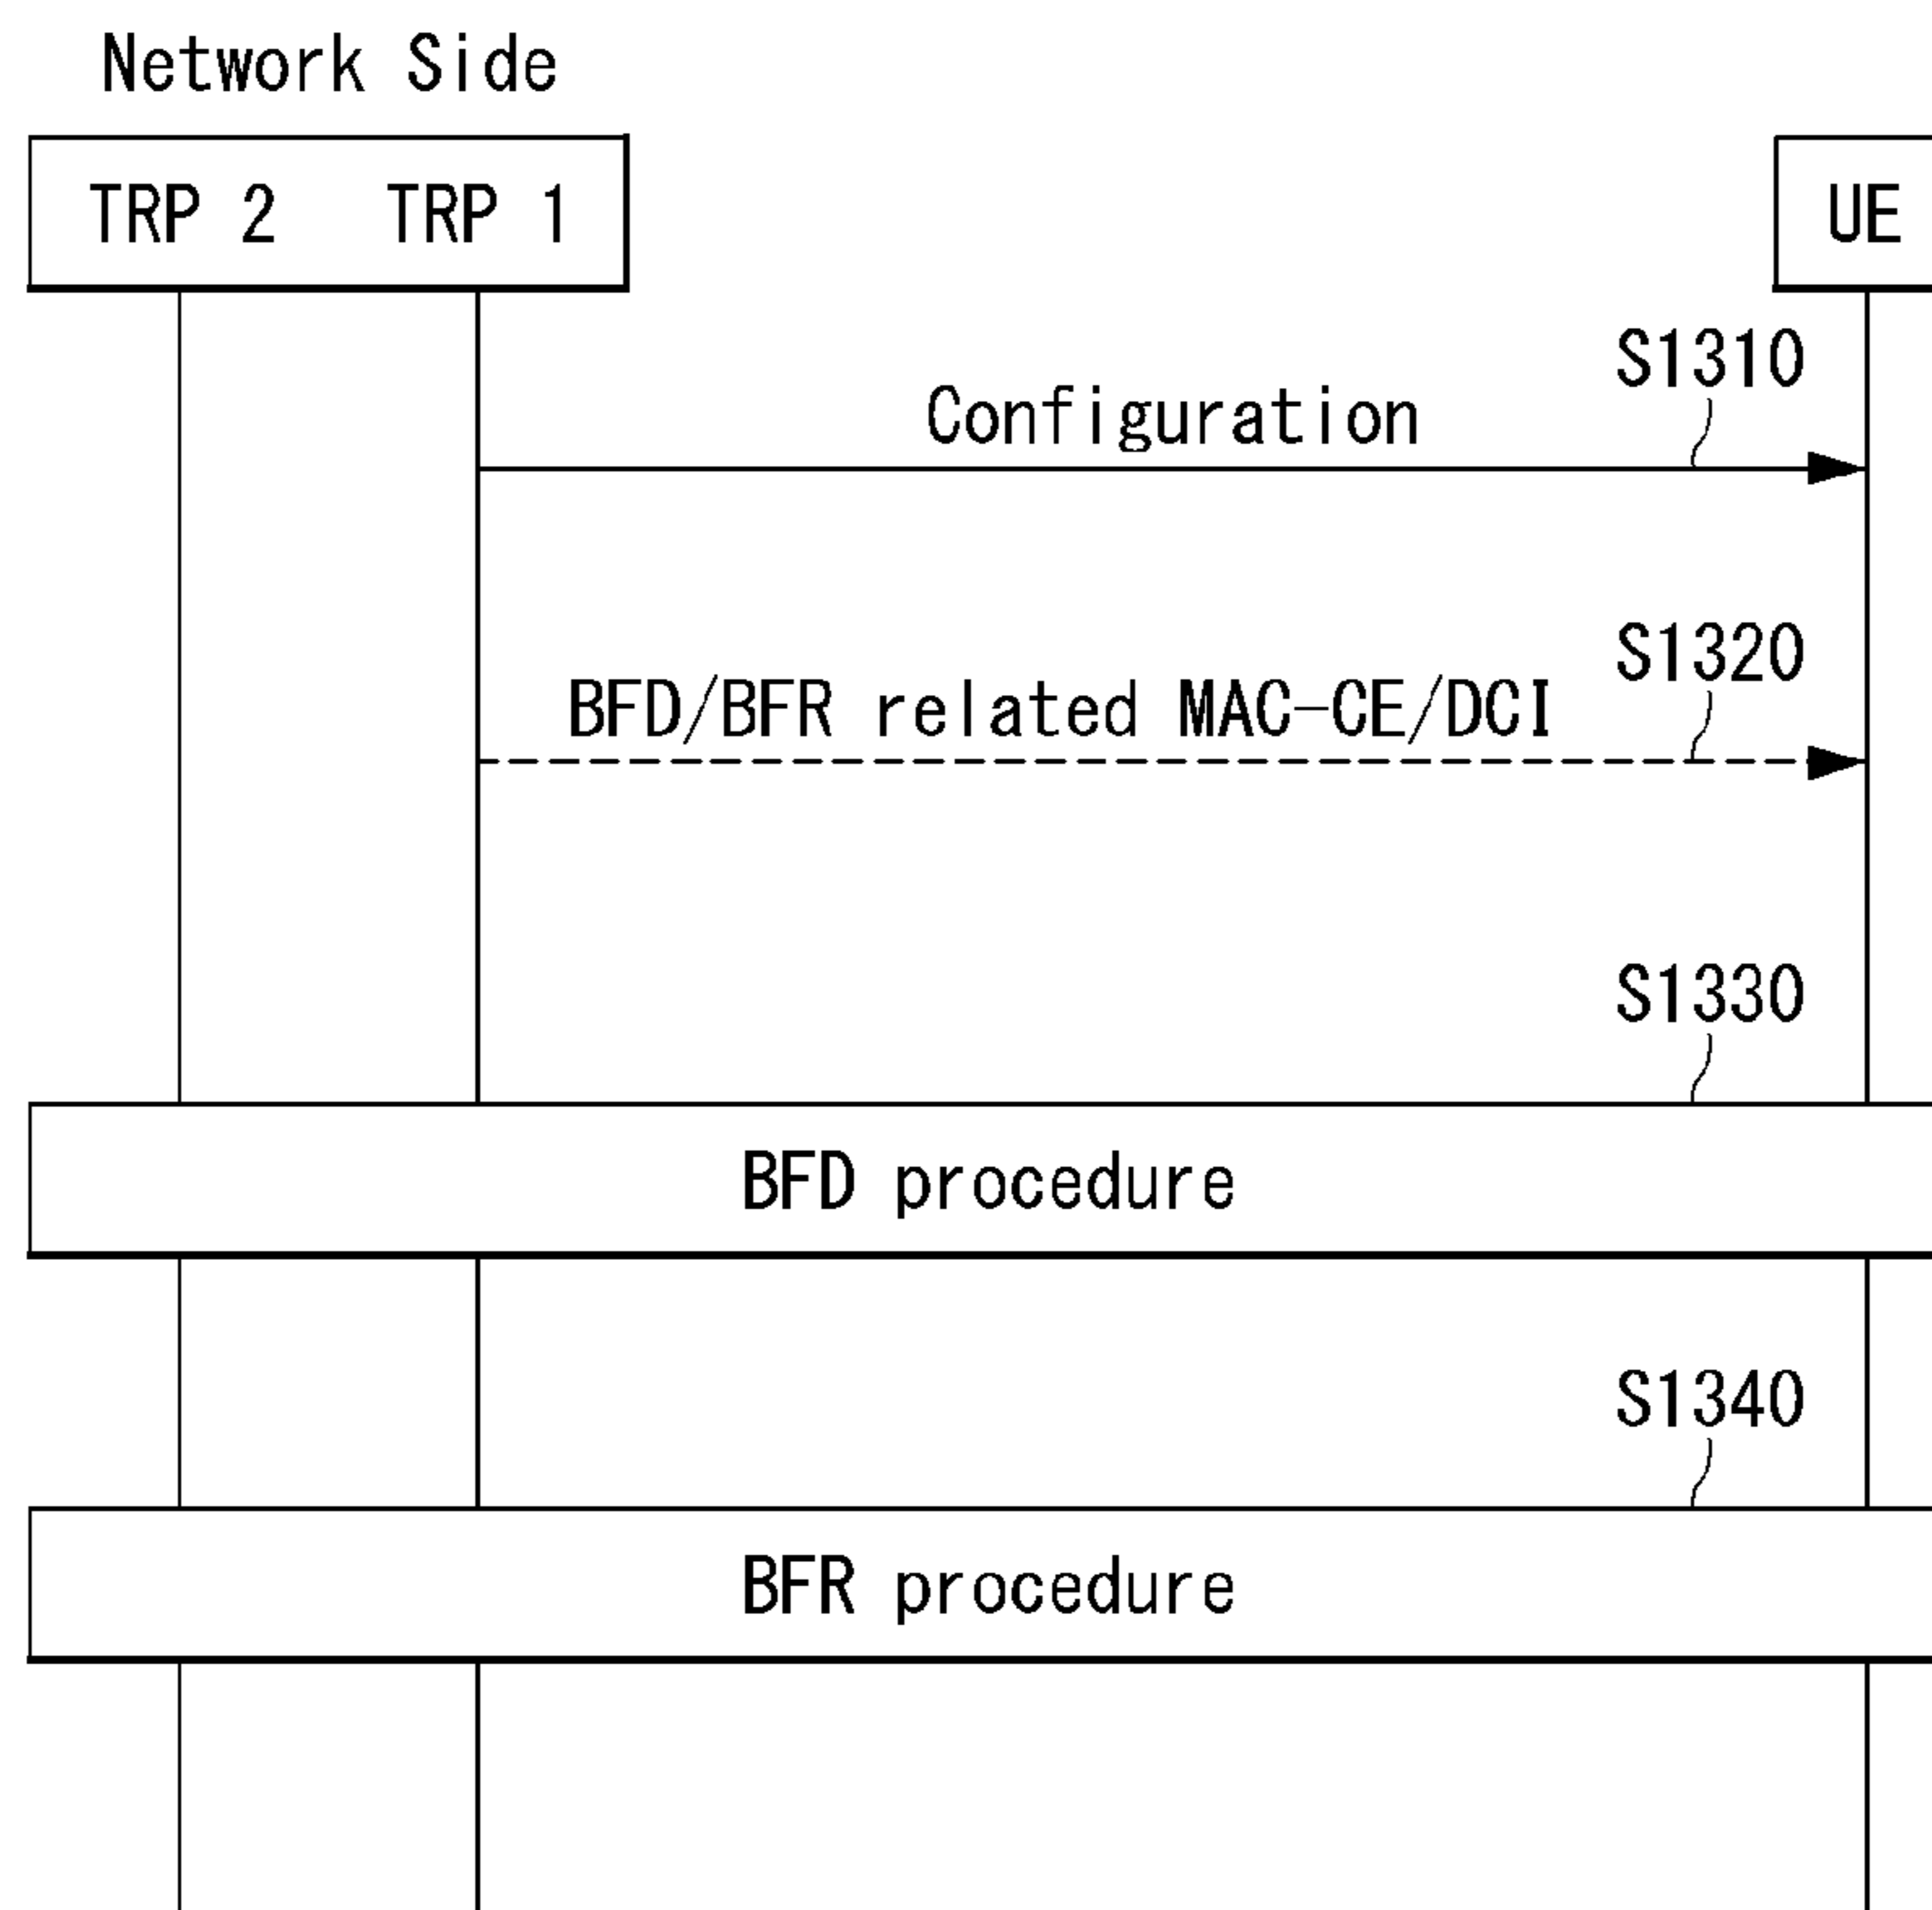 Network Side
TRP 2 TRP 1
UE
S1310
Configuration
S1320
BFD/BFR related MAC-CE/DCI
S1330
BFD procedure
S1340
BFR procedure